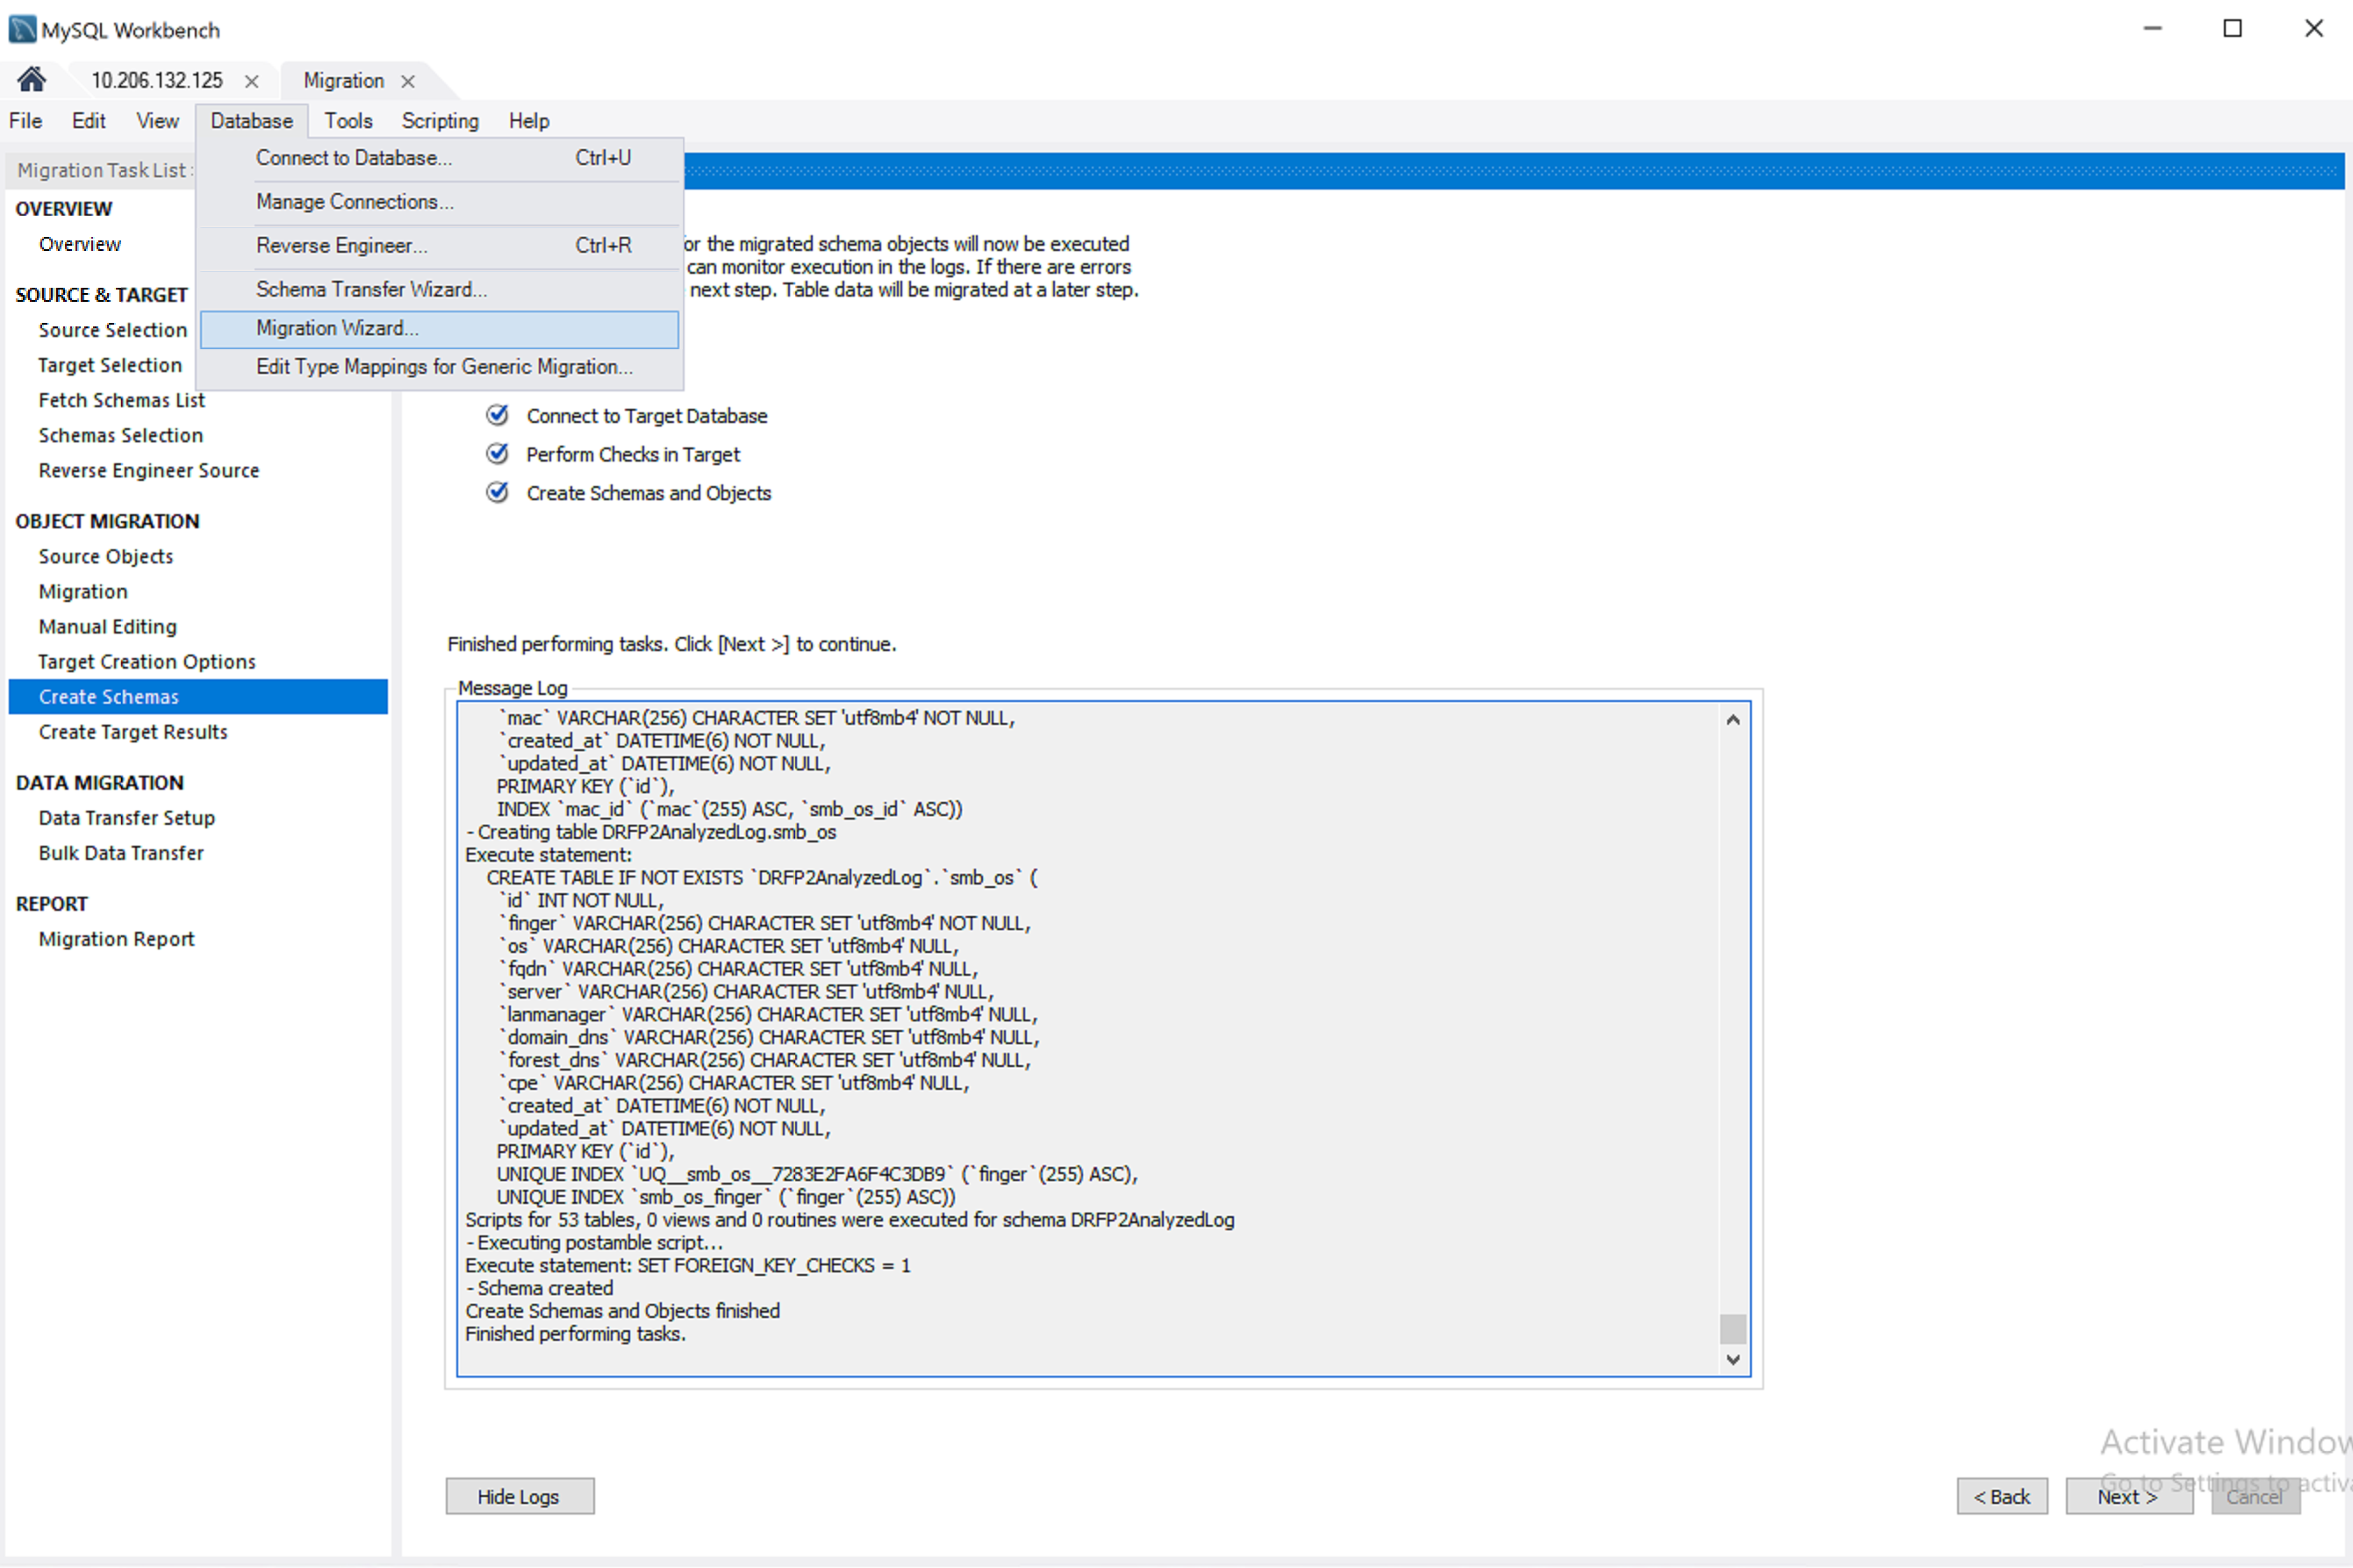 MySQL Workbench
10.206.132.125
Migration
File Edit View Database Tools Scripting Help
Connect to Database... Ctrl+U
Manage Connections...
Reverse Engineer... Ctrl+R
Schema Transfer Wizard...
Migration Wizard...
Edit Type Mappings for Generic Migration...
Migration Task List
OVERVIEW
Overview
SOURCE & TARGET
Source Selection
Target Selection
Fetch Schemas List
Schemas Selection
Reverse Engineer Source
OBJECT MIGRATION
Source Objects
Migration
Manual Editing
Target Creation Options
Create Schemas
Create Target Results
DATA MIGRATION
Data Transfer Setup
Bulk Data Transfer
REPORT
Migration Report
or the migrated schema objects will now be executed
can monitor execution in the logs. If there are errors
next step. Table data will be migrated at a later step.
Connect to Target Database
Perform Checks in Target
Create Schemas and Objects
Finished performing tasks. Click [Next >] to continue.
Message Log
`mac` VARCHAR(256) CHARACTER SET 'utf8mb4' NOT NULL,
`created_at` DATETIME(6) NOT NULL,
`updated_at` DATETIME(6) NOT NULL,
PRIMARY KEY (`id`),
INDEX `mac_id` (`mac`(255) ASC, `smb_os_id` ASC))
- Creating table DRFP2AnalyzedLog.smb_os
Execute statement:
CREATE TABLE IF NOT EXISTS `DRFP2AnalyzedLog`.`smb_os` (
`id` INT NOT NULL,
`finger` VARCHAR(256) CHARACTER SET 'utf8mb4' NOT NULL,
`os` VARCHAR(256) CHARACTER SET 'utf8mb4' NULL,
`fqdn` VARCHAR(256) CHARACTER SET 'utf8mb4' NULL,
`server` VARCHAR(256) CHARACTER SET 'utf8mb4' NULL,
`lanmanager` VARCHAR(256) CHARACTER SET 'utf8mb4' NULL,
`domain_dns` VARCHAR(256) CHARACTER SET 'utf8mb4' NULL,
`forest_dns` VARCHAR(256) CHARACTER SET 'utf8mb4' NULL,
`cpe` VARCHAR(256) CHARACTER SET 'utf8mb4' NULL,
`created_at` DATETIME(6) NOT NULL,
`updated_at` DATETIME(6) NOT NULL,
PRIMARY KEY (`id`),
UNIQUE INDEX `UQ__smb_os__7283E2FA6F4C3DB9` (`finger`(255) ASC),
UNIQUE INDEX `smb_os_finger` (`finger`(255) ASC))
Scripts for 53 tables, 0 views and 0 routines were executed for schema DRFP2AnalyzedLog
- Executing postamble script...
Execute statement: SET FOREIGN_KEY_CHECKS = 1
- Schema created
Create Schemas and Objects finished
Finished performing tasks.
Activate Window
Go to Settings to activa
Hide Logs
< Back
Next >
Cancel